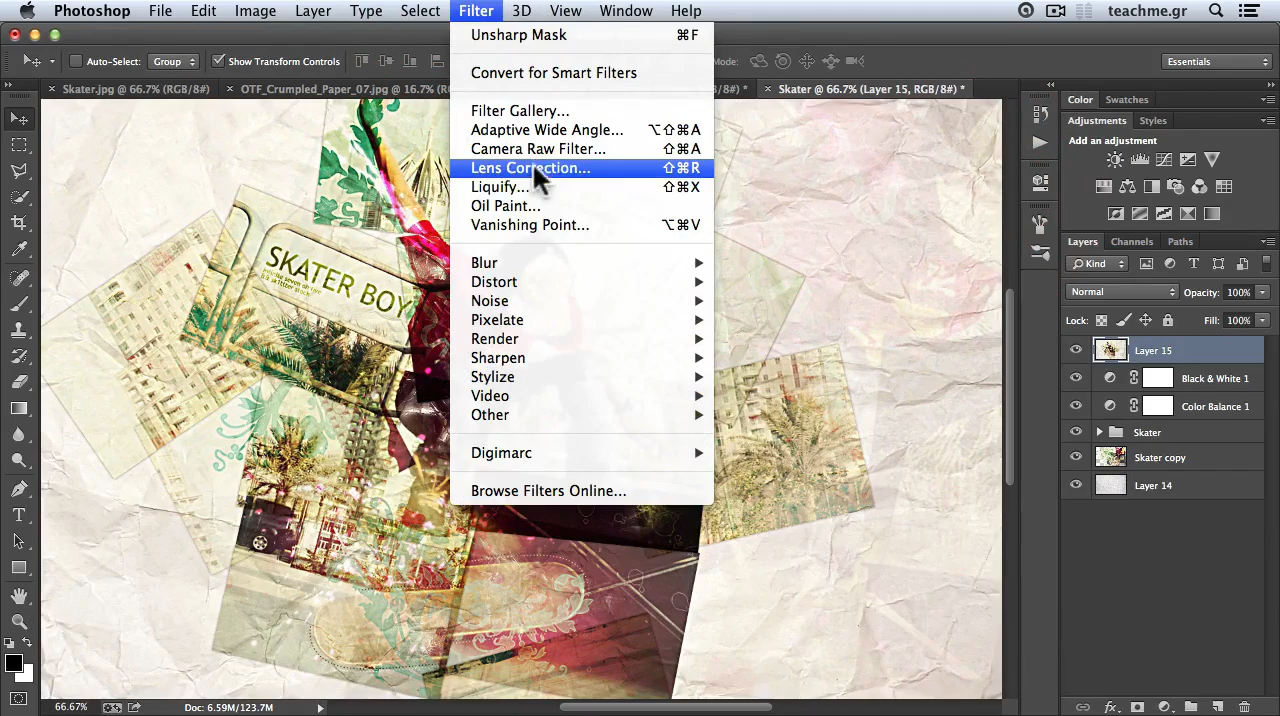 Photoshop File Edit Image Layer Type Select Filter 3D View Window Help teachme.gr
Auto-Select: Group Show Transform Controls Mode: Essentials
Skater.jpg @ 66.7% (RGB/8#) OTF_Crumpled_Paper_07.jpg @ 16.7% (R B/8#) * Skater @ 66.7% (Layer 15, RGB/8#) *
Unsharp Mask ⌘F
Convert for Smart Filters
Filter Gallery...
Adaptive Wide Angle... ⌥⇧⌘A
Camera Raw Filter... ⇧⌘A
Lens Correction... ⇧⌘R
Liquify... ⇧⌘X
Oil Paint...
Vanishing Point... ⌥⌘V
Blur
Distort
Noise
Pixelate
Render
Sharpen
Stylize
Video
Other
Digimarc
Browse Filters Online...
SKATER BOY
Color Swatches
Adjustments Styles
Add an adjustment
Layers Channels Paths
Kind
Normal Opacity: 100%
Lock: Fill: 100%
Layer 15
Black & White 1
Color Balance 1
Skater
Skater copy
Layer 14
66.67% Doc: 6.59M/123.7M